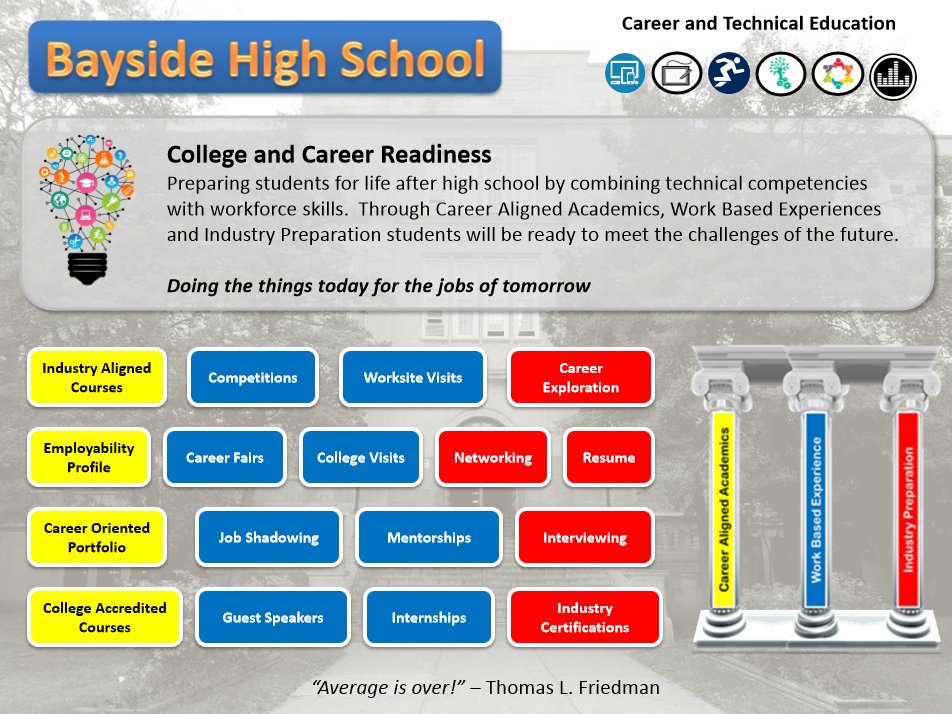 Career and Technical Education
Bayside High School
College and Career Readiness
Preparing students for life after high school by combining technical competencies
with workforce skills.  Through Career Aligned Academics, Work Based Experiences
and Industry Preparation students will be ready to meet the challenges of the future.
Doing the things today for the jobs of tomorrow
Industry Aligned
Courses
Competitions
Worksite Visits
Career
Exploration
Employability
Profile
Career Fairs
College Visits
Networking
Resume
Career Oriented
Portfolio
Job Shadowing
Mentorships
Interviewing
College Accredited
Courses
Guest Speakers
Internships
Industry
Certifications
Career Aligned Academics
Work Based Experience
Industry Preparation
“Average is over!” – Thomas L. Friedman